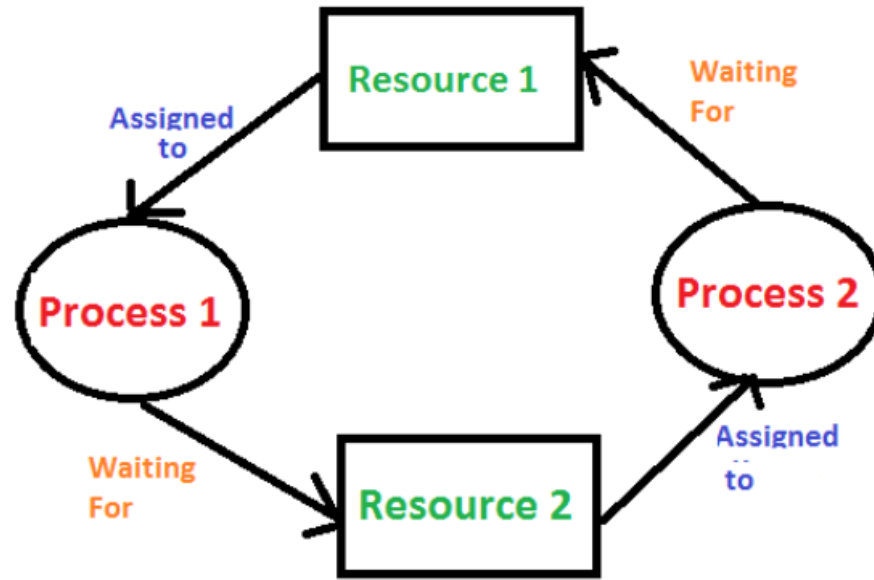 Resource 1
Waiting
For
Assigned
to
Process 1
Process 2
Waiting
For
Resource 2
Assigned
to